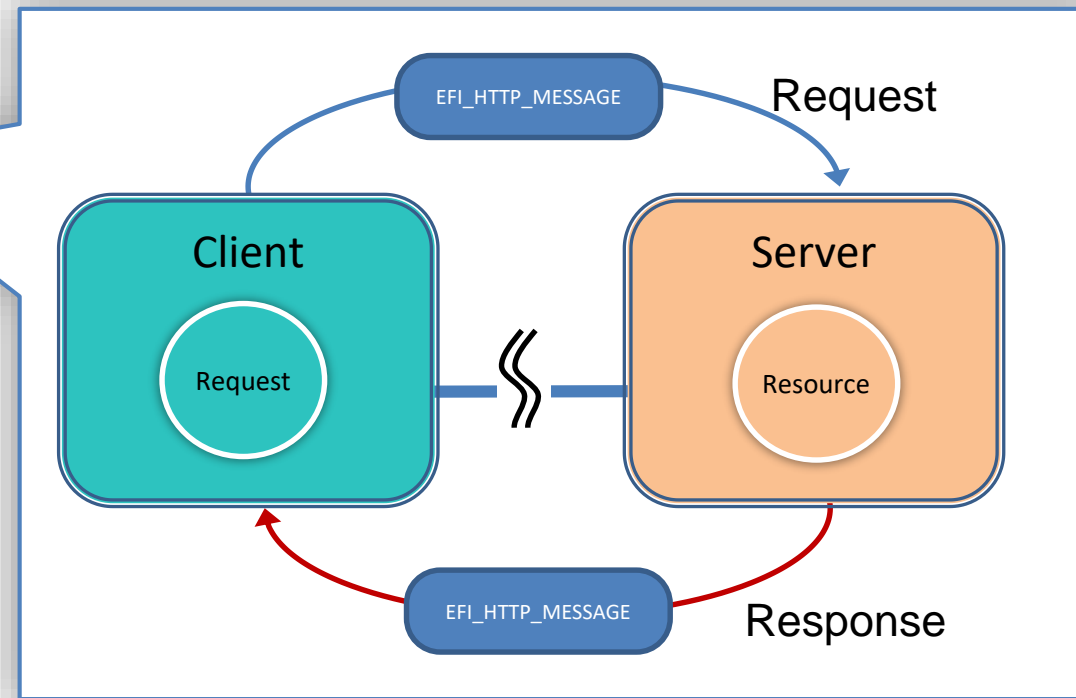 EFI_HTTP_MESSAGE
Request
Client
Server
Request
Resource
EFI_HTTP_MESSAGE
Response